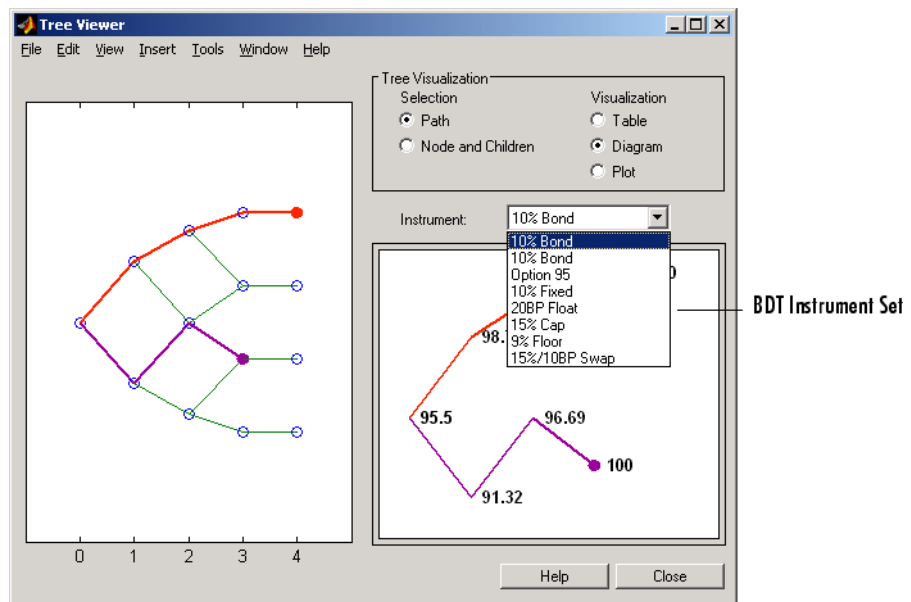 Tree Viewer
File Edit View Insert Tools Window Help
Tree Visualization
Selection Visualization
Path Table
Node and Children Diagram
Plot
Instrument: 10% Bond
10% Bond
10% Bond
Option 95
10% Fixed
20BP Float
15% Cap
9% Floor
15%/10BP Swap
BDT Instrument Set
98.
0
95.5
96.69
100
91.32
0 1 2 3 4
Help Close